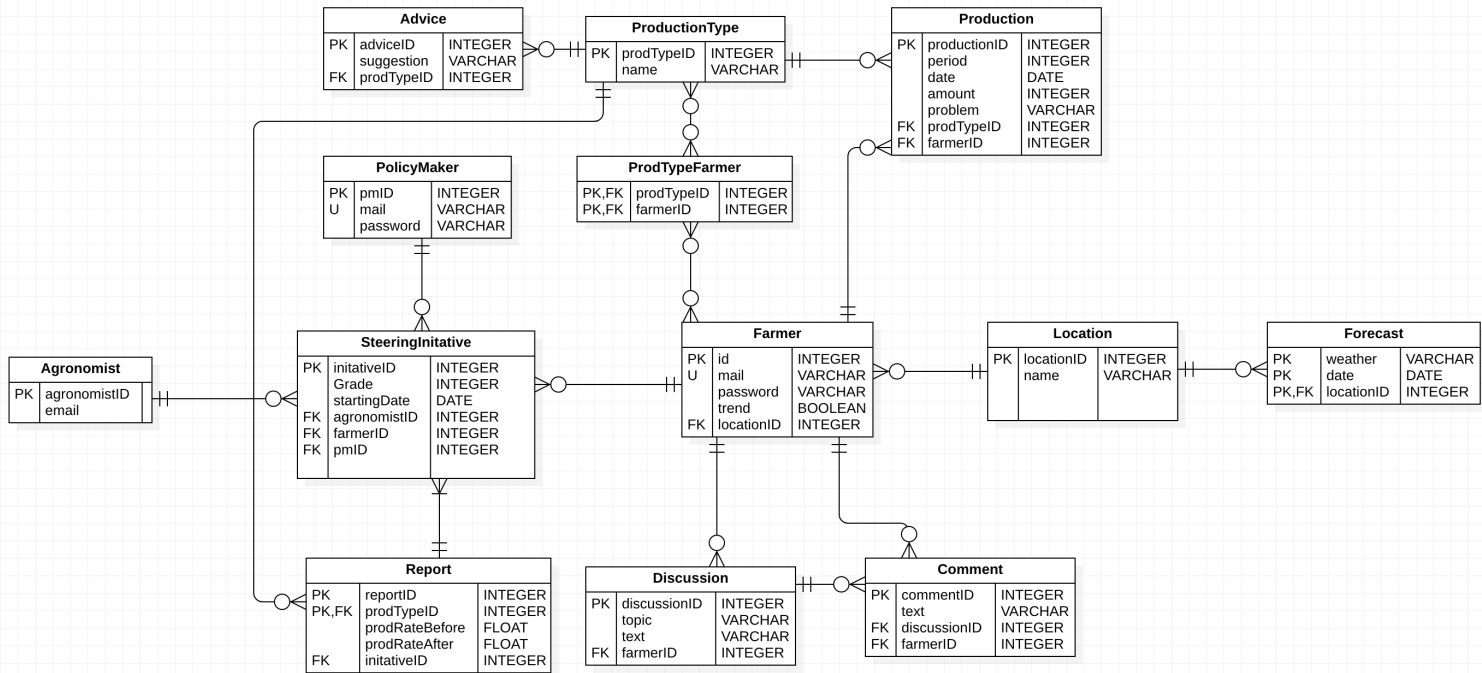 Advice
PK adviceID INTEGER
suggestion VARCHAR
FK prodTypeID INTEGER
ProductionType
PK prodTypeID INTEGER
name VARCHAR
Production
PK productionID INTEGER
period INTEGER
date DATE
amount INTEGER
problem VARCHAR
FK prodTypeID INTEGER
FK farmerID INTEGER
PolicyMaker
PK pmID INTEGER
U mail VARCHAR
password VARCHAR
ProdTypeFarmer
PK,FK prodTypeID INTEGER
PK,FK farmerID INTEGER
Agronomist
PK agronomistID
email
SteeringInitative
PK initativeID INTEGER
Grade INTEGER
startingDate DATE
FK agronomistID INTEGER
FK farmerID INTEGER
FK pmID INTEGER
Farmer
PK id INTEGER
U mail VARCHAR
password VARCHAR
trend BOOLEAN
FK locationID INTEGER
Location
PK locationID INTEGER
name VARCHAR
Forecast
PK weather VARCHAR
PK date DATE
PK,FK locationID INTEGER
Report
PK reportID INTEGER
PK,FK prodTypeID INTEGER
prodRateBefore FLOAT
prodRateAfter FLOAT
FK initativeID INTEGER
Discussion
PK discussionID INTEGER
topic VARCHAR
text VARCHAR
FK farmerID INTEGER
Comment
PK commentID INTEGER
text VARCHAR
FK discussionID INTEGER
FK farmerID INTEGER